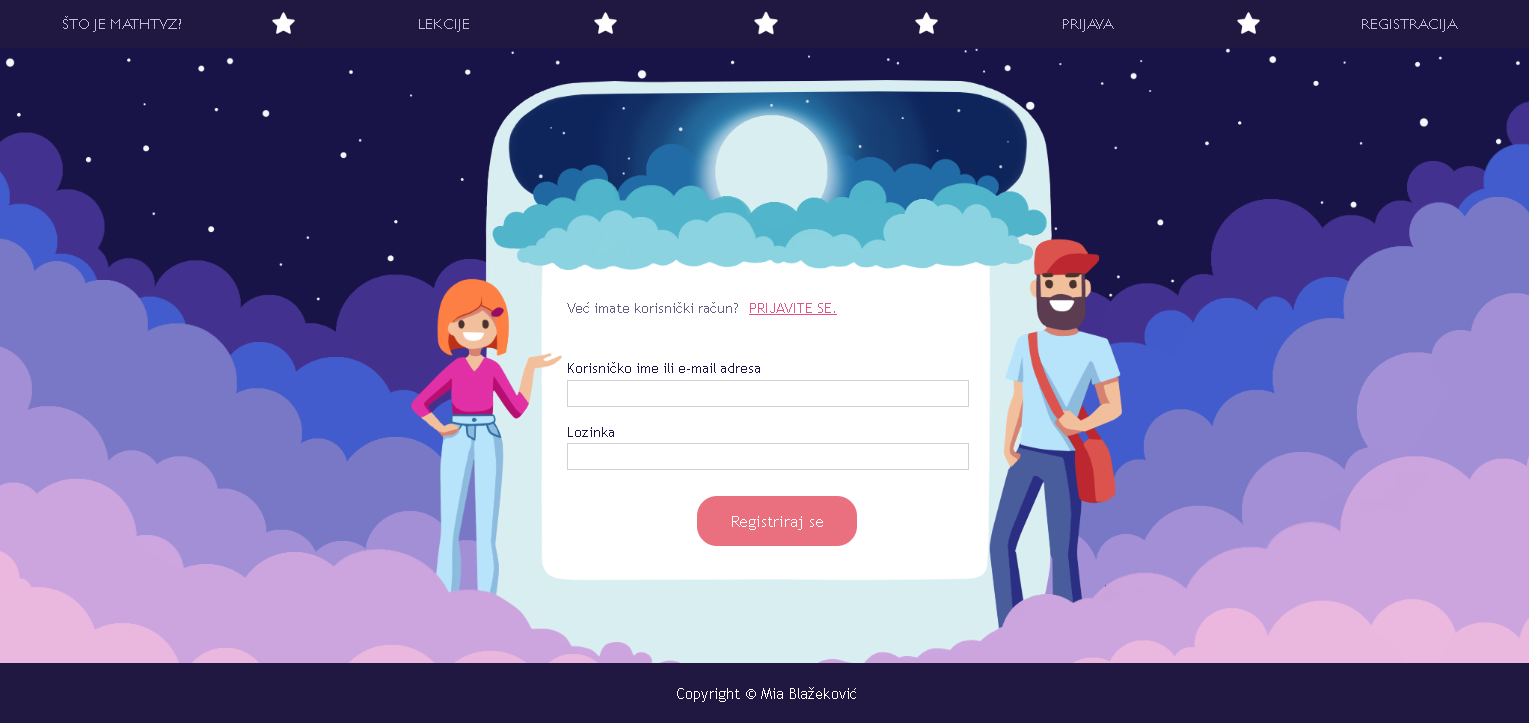 ŠTO JE MATHTYZ?
LEKCIJE
PRIJAVA
REGISTRACIJA
Već imate korisnički račun? PRIJAVITE SE.
Korisničko ime ili e-mail adresa
Lozinka
Registriraj se
Copyright © Mia Blažeković